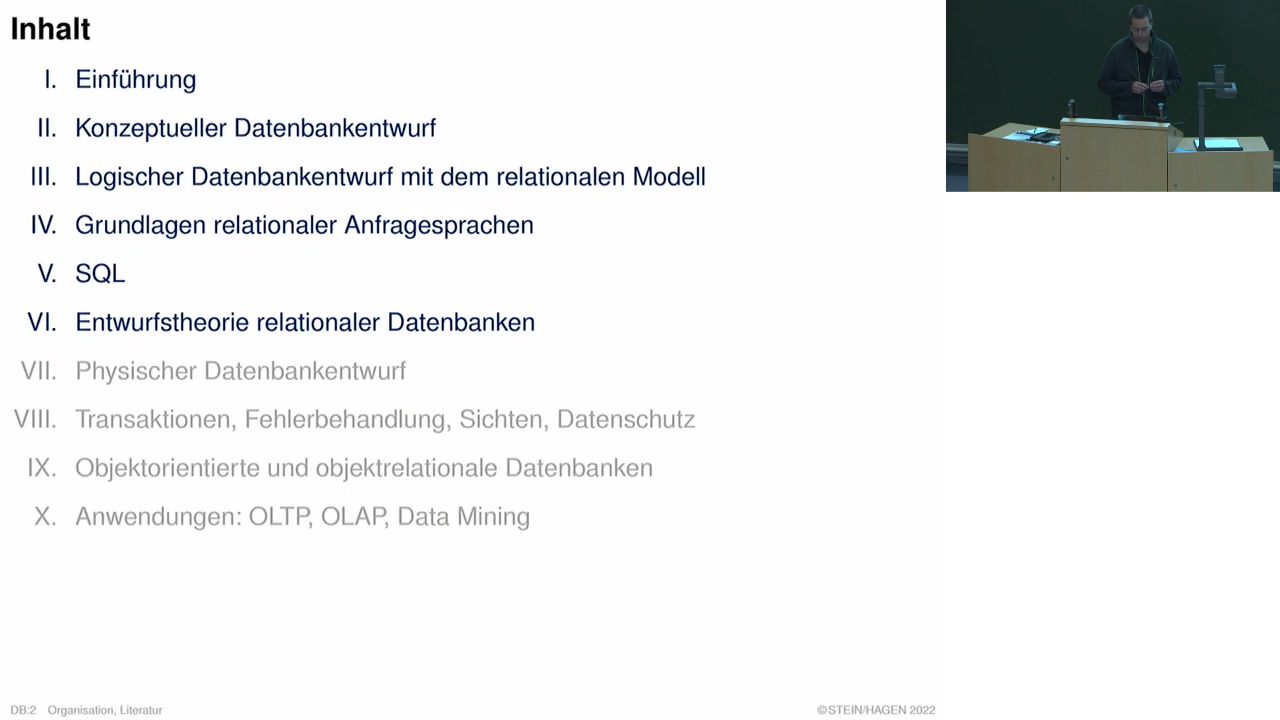 Inhalt
I. Einführung
II. Konzeptueller Datenbankentwurf
III. Logischer Datenbankentwurf mit dem relationalen Modell
IV. Grundlagen relationaler Anfragesprachen
V. SQL
VI. Entwurfstheorie relationaler Datenbanken
VII. Physischer Datenbankentwurf
VIII. Transaktionen, Fehlerbehandlung, Sichten, Datenschutz
IX. Objektorientierte und objektrelationale Datenbanken
X. Anwendungen: OLTP, OLAP, Data Mining
DB:2 Organisation, Literatur ©STEIN/HAGEN 2022